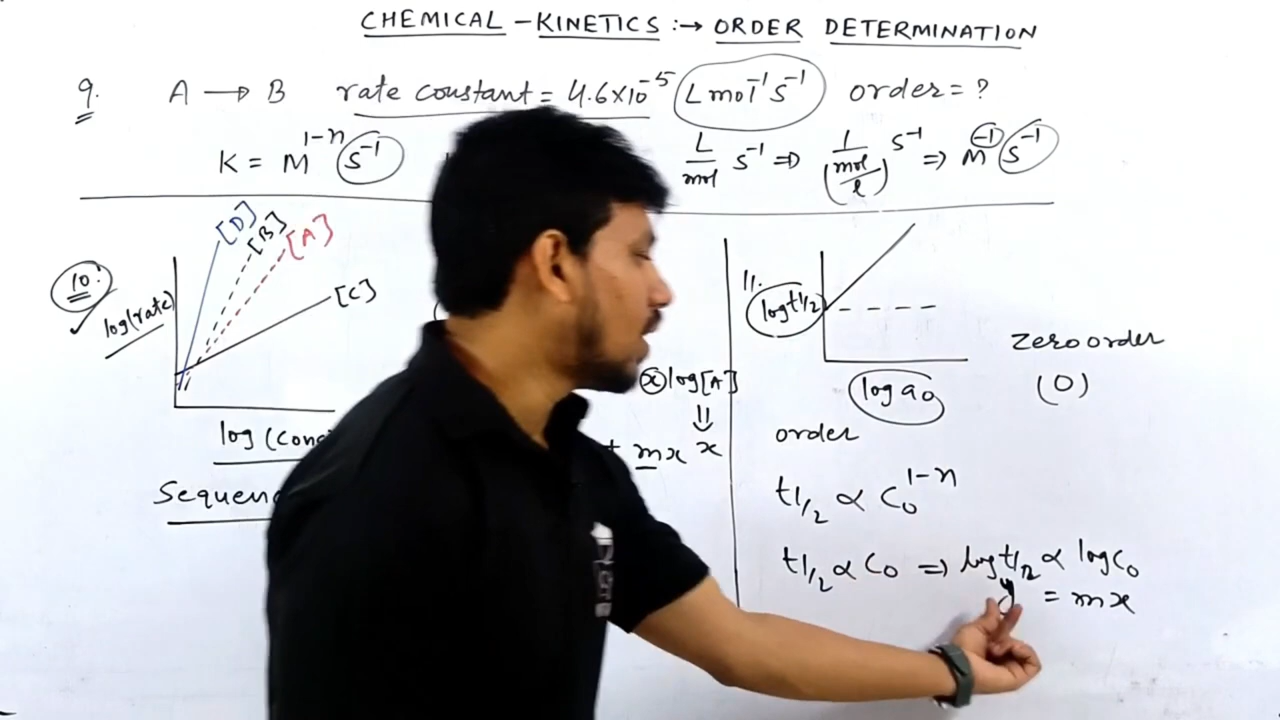 CHEMICAL - KINETICS :→ ORDER DETERMINATION
9. A → B rate constant = 4.6×10⁻⁵ L mol⁻¹ S⁻¹ order = ?
K = M¹⁻ⁿ S⁻¹
L/mol S⁻¹ ⇒ (L/(mol/l)) S⁻¹ ⇒ M⁻¹ S⁻¹
10.
[D]
[B]
[A]
[C]
log(rate)
log (conc
Sequenc
x log[A]
⇓
mx x
11.
log t1/2
log a0
zero order
(0)
order
t1/2 ∝ C0¹⁻ⁿ
t1/2 ∝ C0 ⇒ log t1/2 ∝ log C0
y = mx